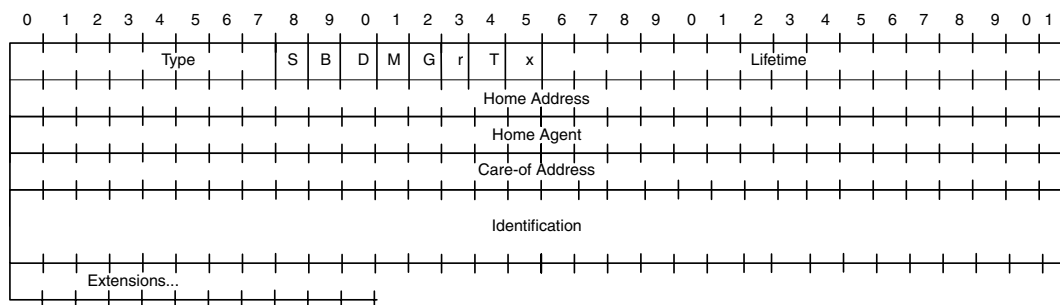 0 1 2 3 4 5 6 7 8 9 0 1 2 3 4 5 6 7 8 9 0 1 2 3 4 5 6 7 8 9 0 1
Type S B D M G r T x Lifetime
Home Address
Home Agent
Care-of Address
Identification
Extensions...